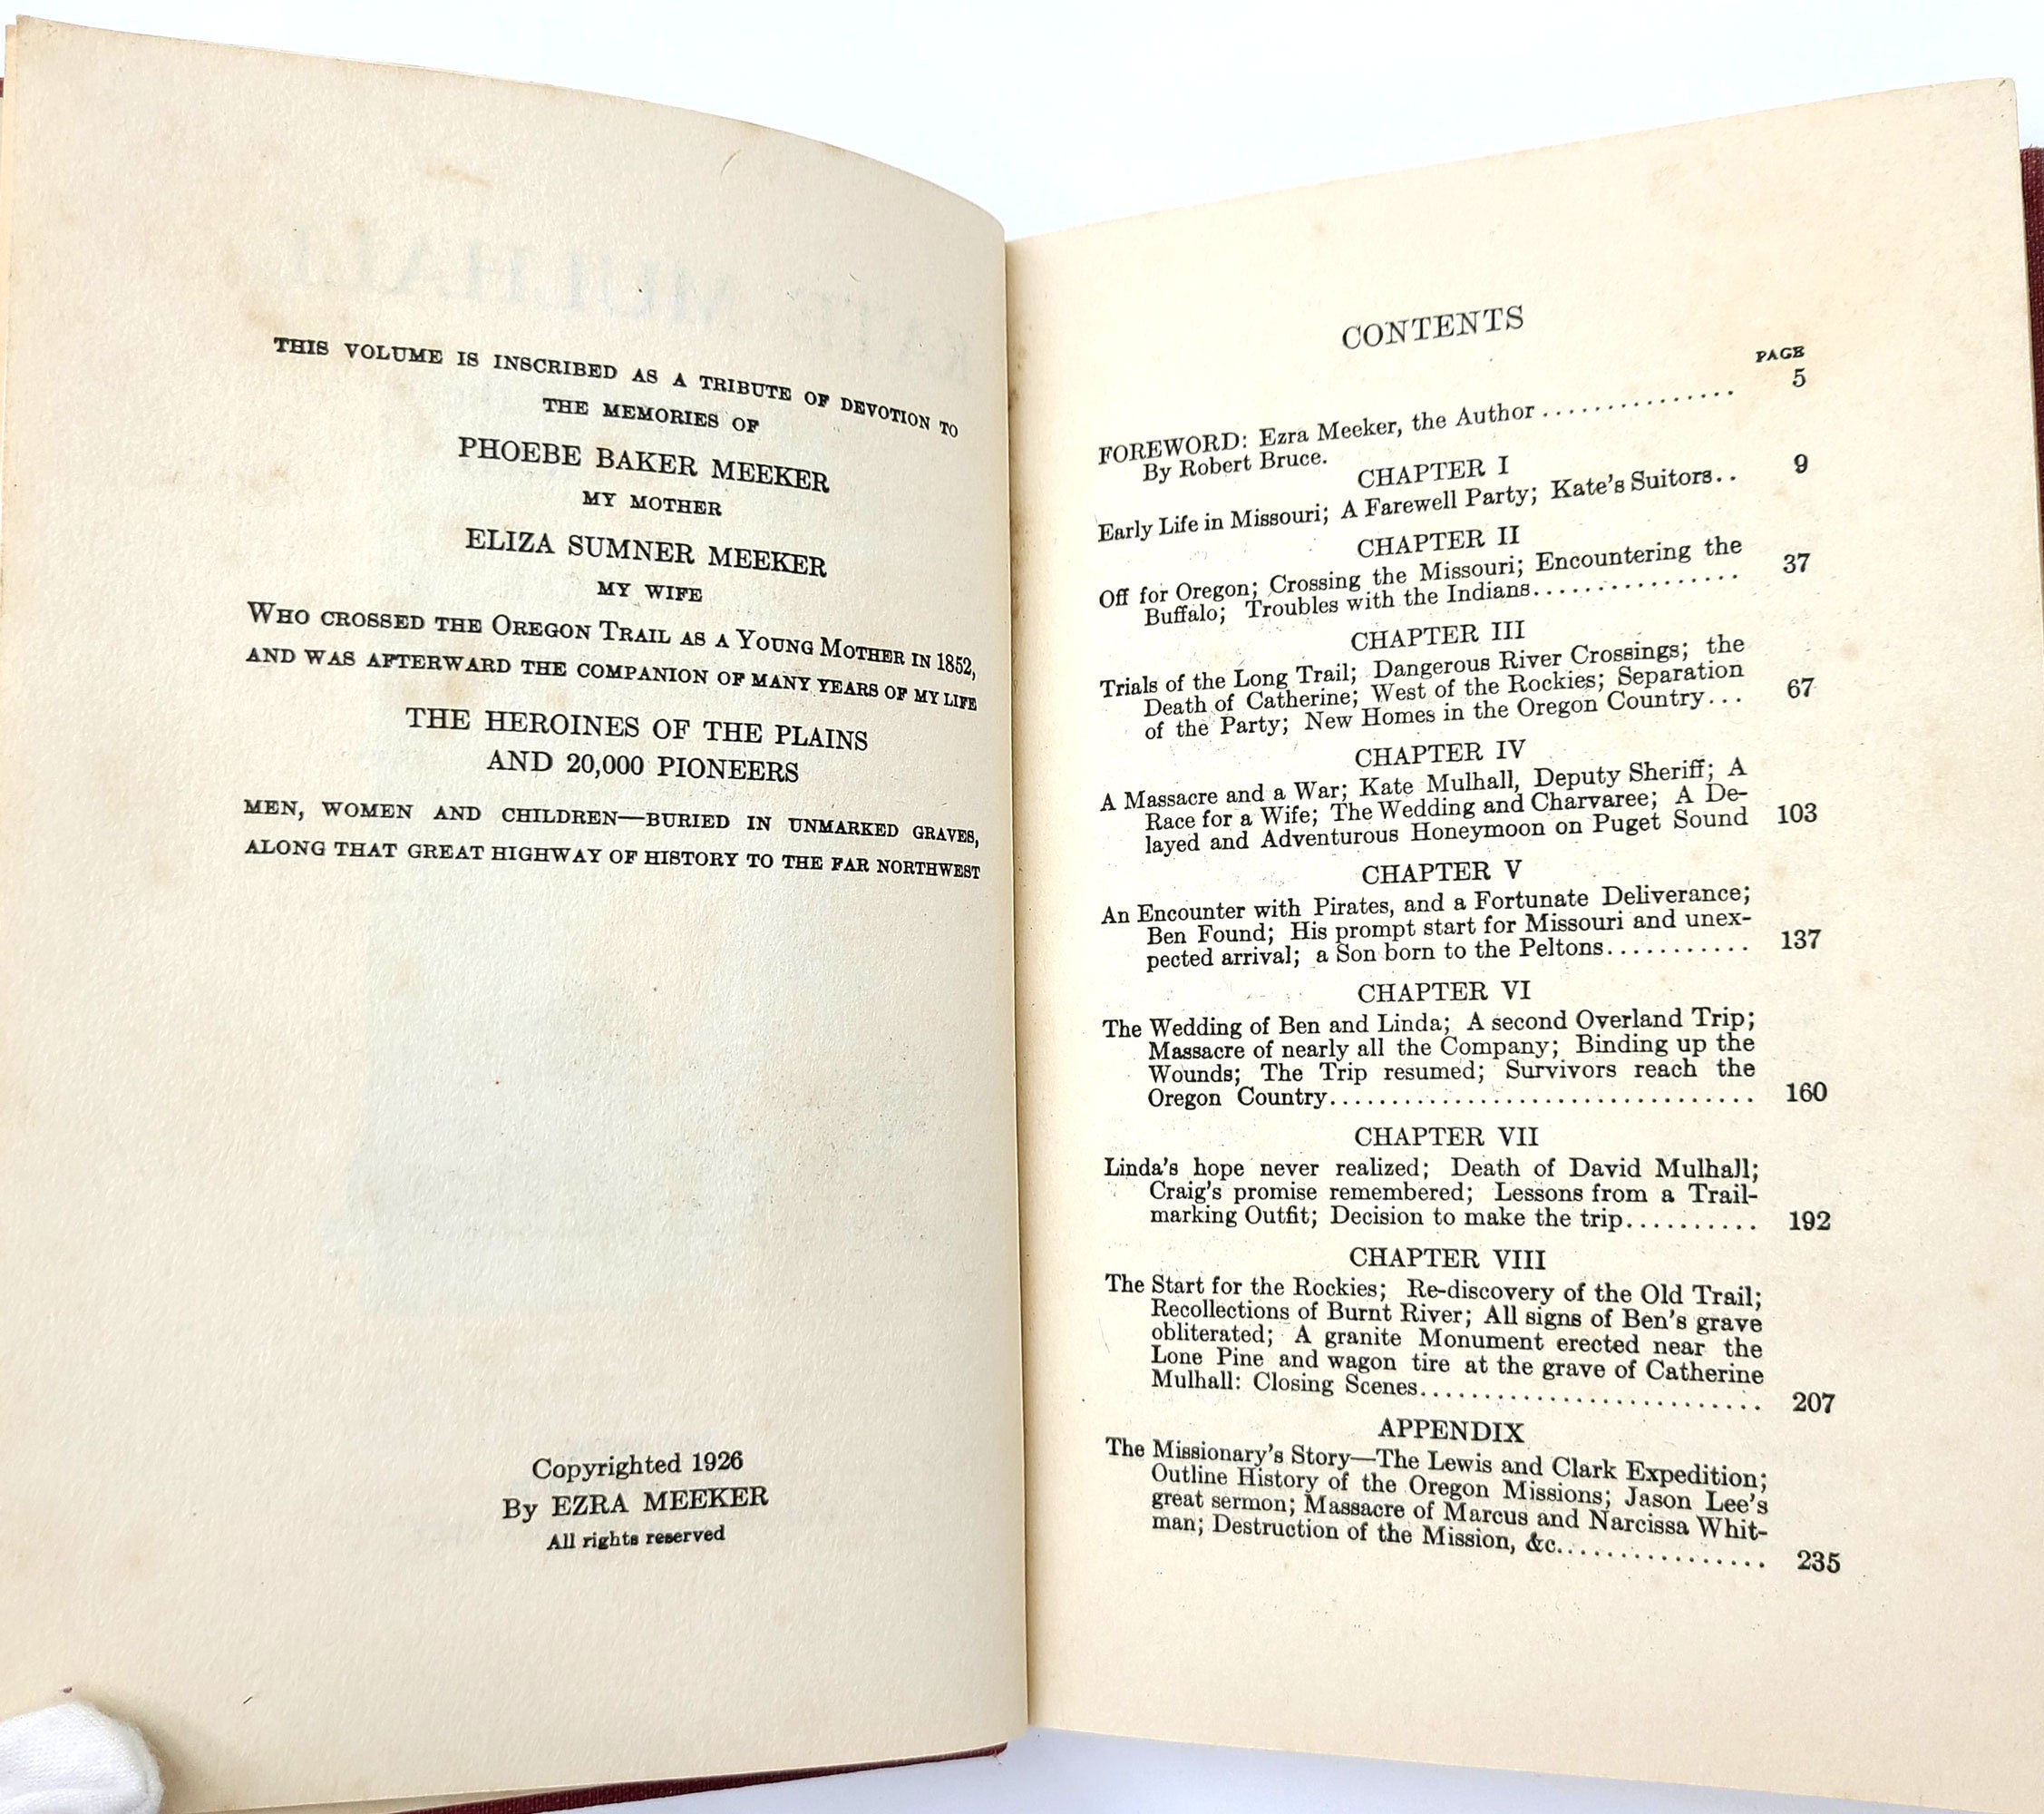 THIS VOLUME IS INSCRIBED AS A TRIBUTE OF DEVOTION TO
THE MEMORIES OF
PHOEBE BAKER MEEKER
MY MOTHER
ELIZA SUMNER MEEKER
MY WIFE
WHO CROSSED THE OREGON TRAIL AS A YOUNG MOTHER IN 1852,
AND WAS AFTERWARD THE COMPANION OF MANY YEARS OF MY LIFE
THE HEROINES OF THE PLAINS
AND 20,000 PIONEERS
MEN, WOMEN AND CHILDREN—BURIED IN UNMARKED GRAVES,
ALONG THAT GREAT HIGHWAY OF HISTORY TO THE FAR NORTHWEST
Copyrighted 1926
By EZRA MEEKER
All rights reserved
CONTENTS
PAGE
FOREWORD: Ezra Meeker, the Author ............... 5
By Robert Bruce.
CHAPTER I
Early Life in Missouri; A Farewell Party; Kate's Suitors.. 9
CHAPTER II
Off for Oregon; Crossing the Missouri; Encountering the
Buffalo; Troubles with the Indians................ 37
CHAPTER III
Trials of the Long Trail; Dangerous River Crossings; the
Death of Catherine; West of the Rockies; Separation
of the Party; New Homes in the Oregon Country... 67
CHAPTER IV
A Massacre and a War; Kate Mulhall, Deputy Sheriff; A
Race for a Wife; The Wedding and Charvaree; A De-
layed and Adventurous Honeymoon on Puget Sound 103
CHAPTER V
An Encounter with Pirates, and a Fortunate Deliverance;
Ben Found; His prompt start for Missouri and unex-
pected arrival; a Son born to the Peltons........... 137
CHAPTER VI
The Wedding of Ben and Linda; A second Overland Trip;
Massacre of nearly all the Company; Binding up the
Wounds; The Trip resumed; Survivors reach the
Oregon Country.................................. 160
CHAPTER VII
Linda's hope never realized; Death of David Mulhall;
Craig's promise remembered; Lessons from a Trail-
marking Outfit; Decision to make the trip.......... 192
CHAPTER VIII
The Start for the Rockies; Re-discovery of the Old Trail;
Recollections of Burnt River; All signs of Ben's grave
obliterated; A granite Monument erected near the
Lone Pine and wagon tire at the grave of Catherine
Mulhall: Closing Scenes........................... 207
APPENDIX
The Missionary's Story—The Lewis and Clark Expedition;
Outline History of the Oregon Missions; Jason Lee's
great sermon; Massacre of Marcus and Narcissa Whit-
man; Destruction of the Mission, &c................. 235